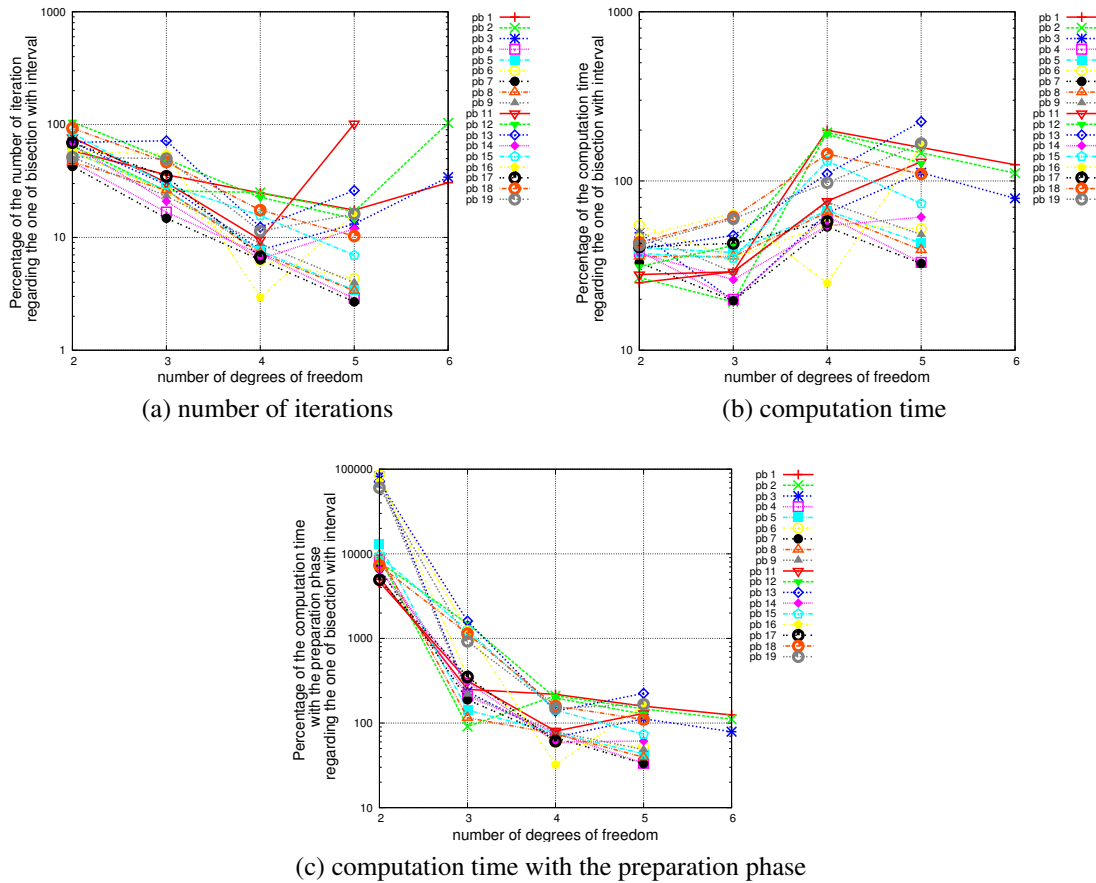 Percentage of the number of iteration
regarding the one of bisection with interval
1000
100
10
1
2
3
4
5
6
number of degrees of freedom
pb 1
pb 2
pb 3
pb 4
pb 5
pb 6
pb 7
pb 8
pb 9
pb 11
pb 12
pb 13
pb 14
pb 15
pb 16
pb 17
pb 18
pb 19
(a) number of iterations
Percentage of the computation time
regarding the one of bisection with interval
1000
100
10
2
3
4
5
6
number of degrees of freedom
pb 1
pb 2
pb 3
pb 4
pb 5
pb 6
pb 7
pb 8
pb 9
pb 11
pb 12
pb 13
pb 14
pb 15
pb 16
pb 17
pb 18
pb 19
(b) computation time
Percentage of the computation time
with the preparation phase
regarding the one of bisection with interval
100000
10000
1000
100
10
2
3
4
5
6
number of degrees of freedom
pb 1
pb 2
pb 3
pb 4
pb 5
pb 6
pb 7
pb 8
pb 9
pb 11
pb 12
pb 13
pb 14
pb 15
pb 16
pb 17
pb 18
pb 19
(c) computation time with the preparation phase